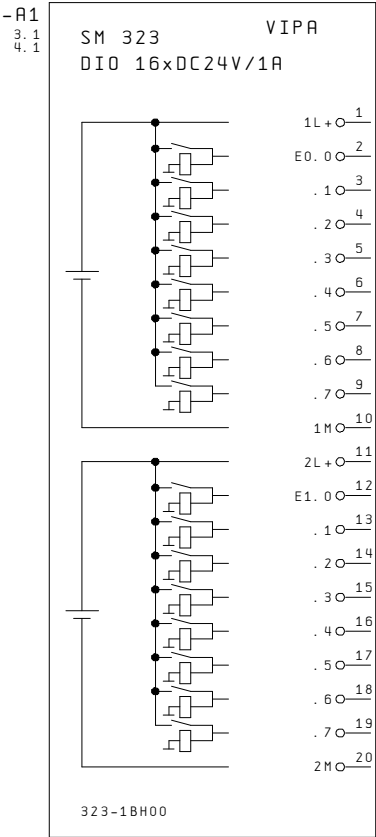 -A1
3.1
4.1
VIPA
SM 323
DIO 16xDC24V/1A
1L+ 1
E0.0 2
.1 3
.2 4
.3 5
.4 6
.5 7
.6 8
.7 9
1M 10
2L+ 11
E1.0 12
.1 13
.2 14
.3 15
.4 16
.5 17
.6 18
.7 19
2M 20
323-1BH00